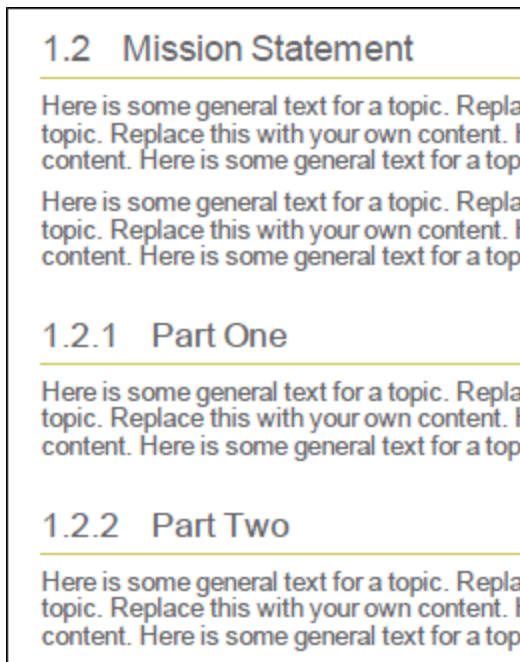 1.2 Mission Statement
Here is some general text for a topic.
topic. Replace this with your own content.
content. Here is some general text for a
Here is some general text for a topic.
topic. Replace this with your own content.
content. Here is some general text for a
1.2.1 Part One
Here is some general text for a topic.
topic. Replace this with your own content.
content. Here is some general text for a
1.2.2 Part Two
Here is some general text for a topic.
topic. Replace this with your own content.
content. Here is some general text for a